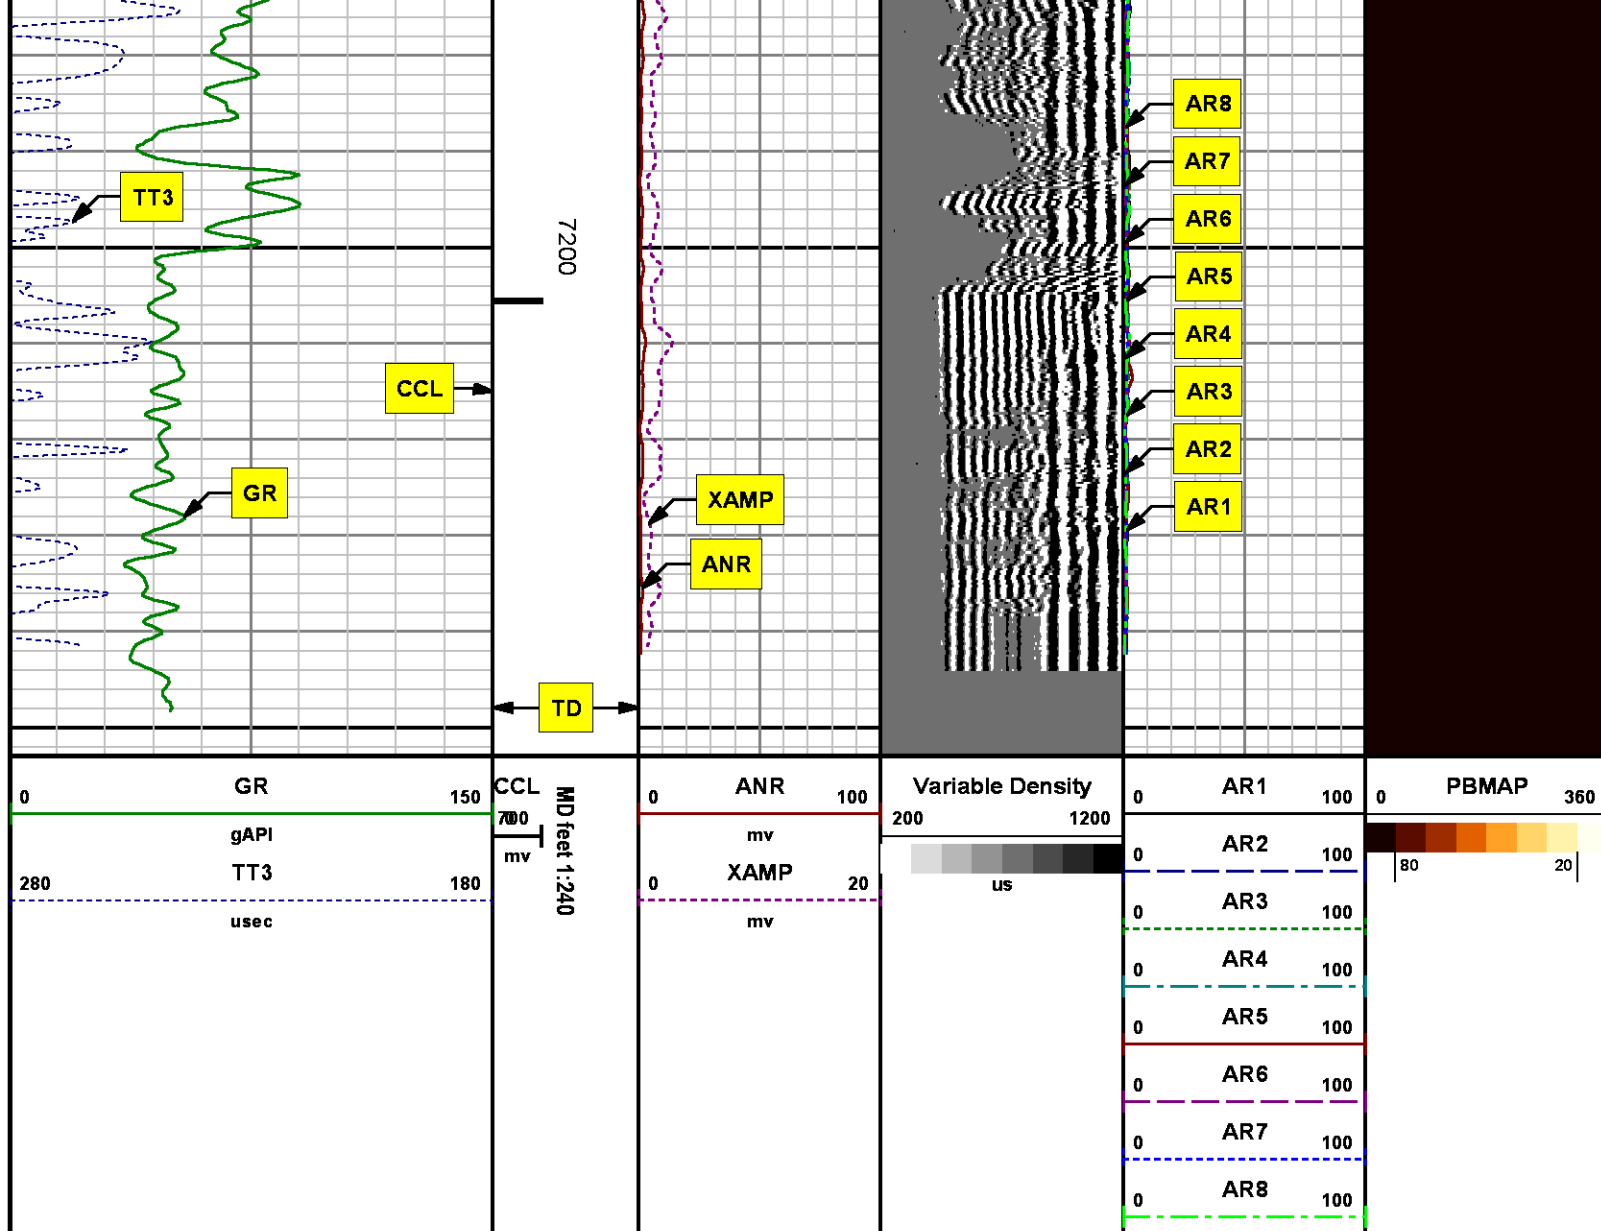 AR8
AR7
TT3
AR6
7200
AR5
AR4
CCL
AR3
AR2
GR
XAMP
AR1
ANR
TD
GR
0 150
gAPI
TT3
280 180
usec
CCL
mv
MD feet 1:240
ANR
0 100
mv
XAMP
0 20
mv
Variable Density
200 1200
us
AR1
0 100
AR2
0 100
AR3
0 100
AR4
0 100
AR5
0 100
AR6
0 100
AR7
0 100
AR8
0 100
PBMAP
0 360
80 20